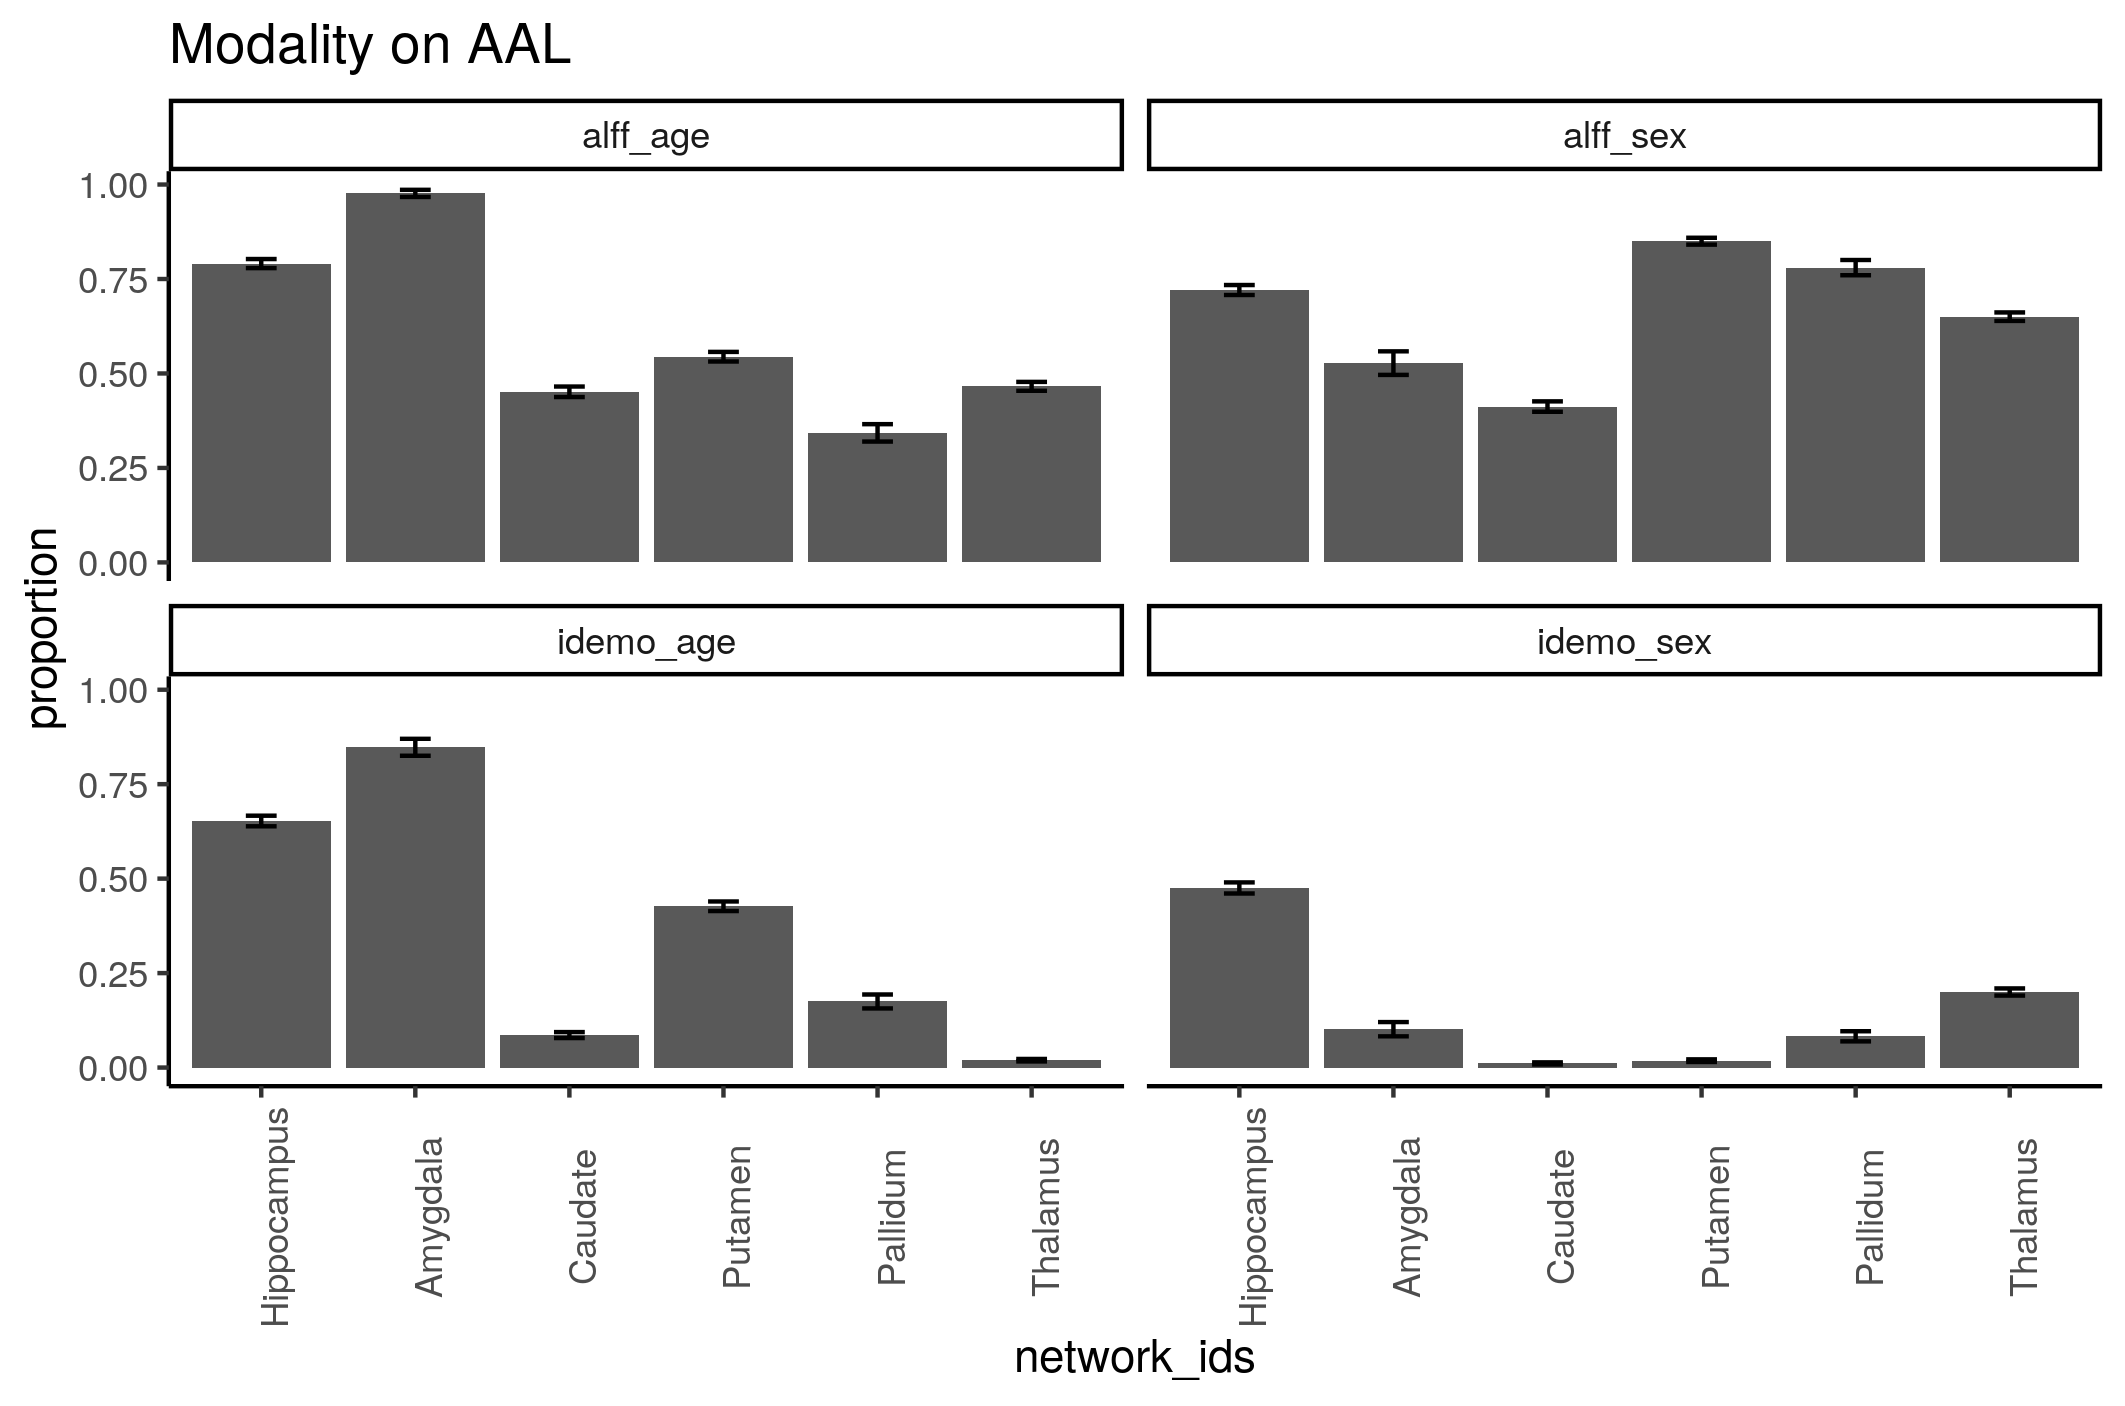 Modality on AAL
alff_age
alff_sex
1.00
0.75
0.50
0.25
0.00
idemo_age
idemo_sex
1.00
0.75
0.50
0.25
0.00
proportion
Hippocampus
Amygdala
Caudate
Putamen
Pallidum
Thalamus
Hippocampus
Amygdala
Caudate
Putamen
Pallidum
Thalamus
network_ids